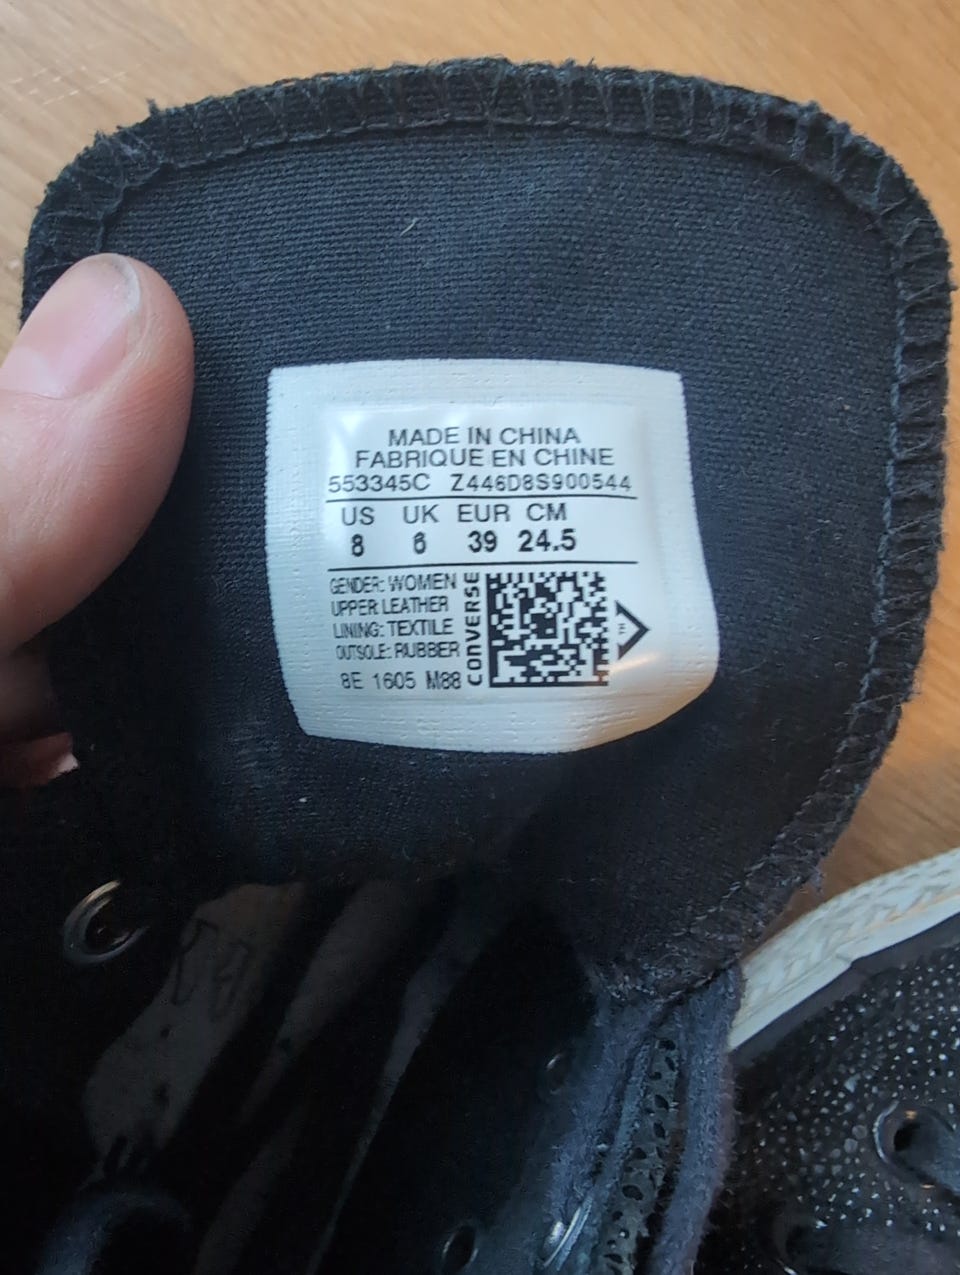 MADE IN CHINA
FABRIQUE EN CHINE
553345C Z446D8S900544
US UK EUR CM
8 6 39 24.5
GENDER: WOMEN
UPPER LEATHER
LINING: TEXTILE
OUTSOLE: RUBBER
8E 1605 M88
CONVERSE
TM